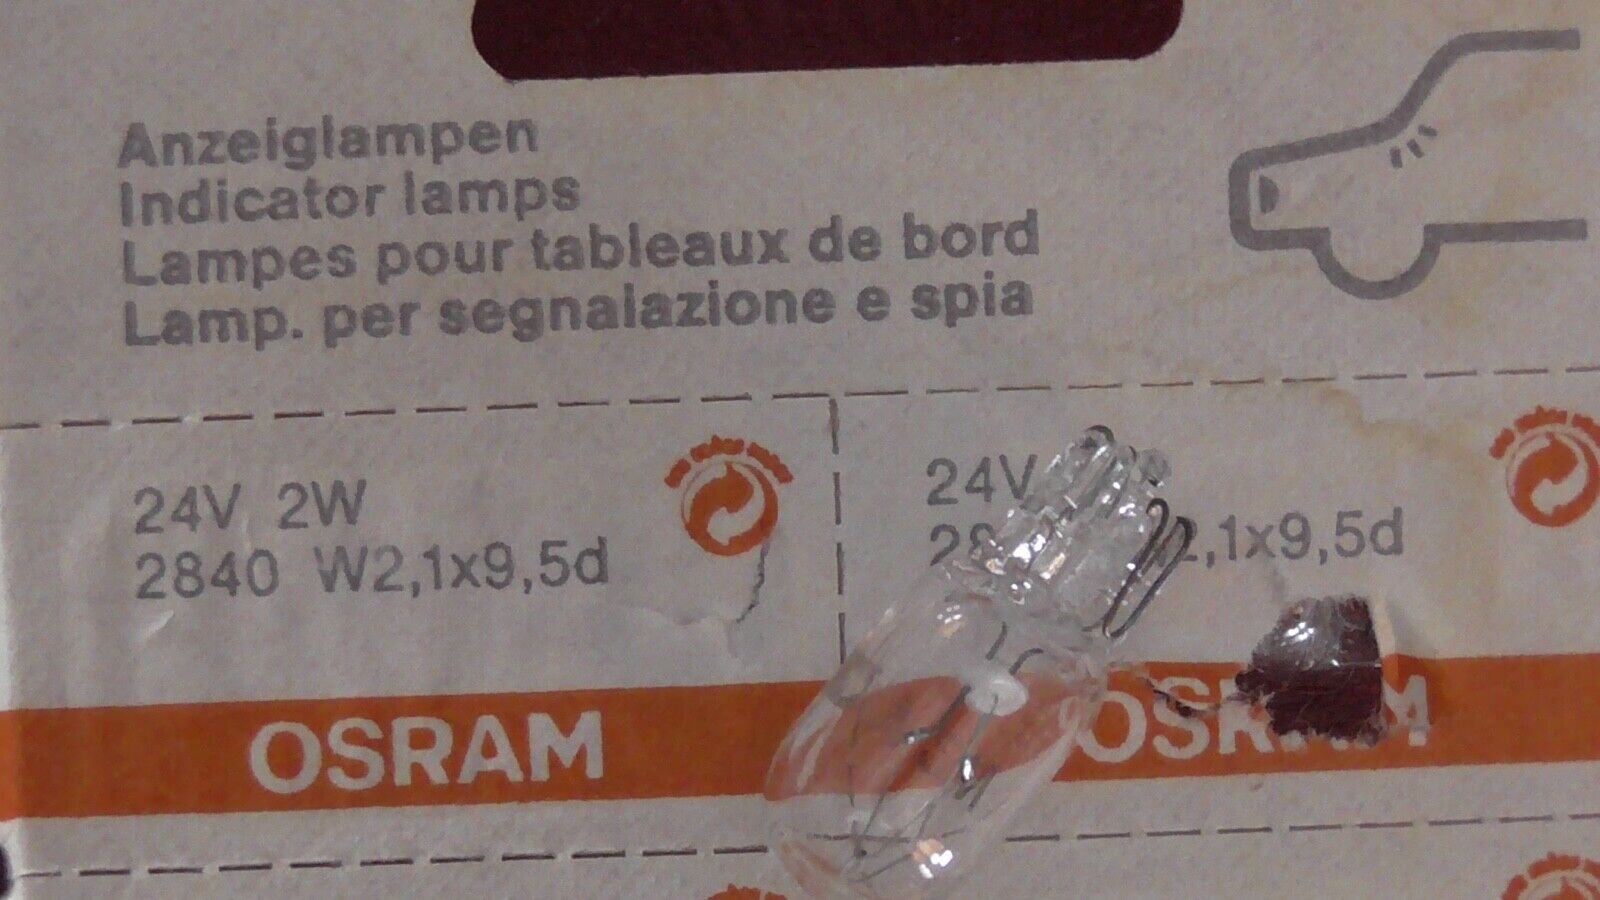 Anzeiglampen
Indicator lamps
Lampes pour tableaux de bord
Lamp. per segnalazione e spia
24V 2W
2840 W2,1x9,5d
24V
2,1x9,5d
OSRAM
OSRAM